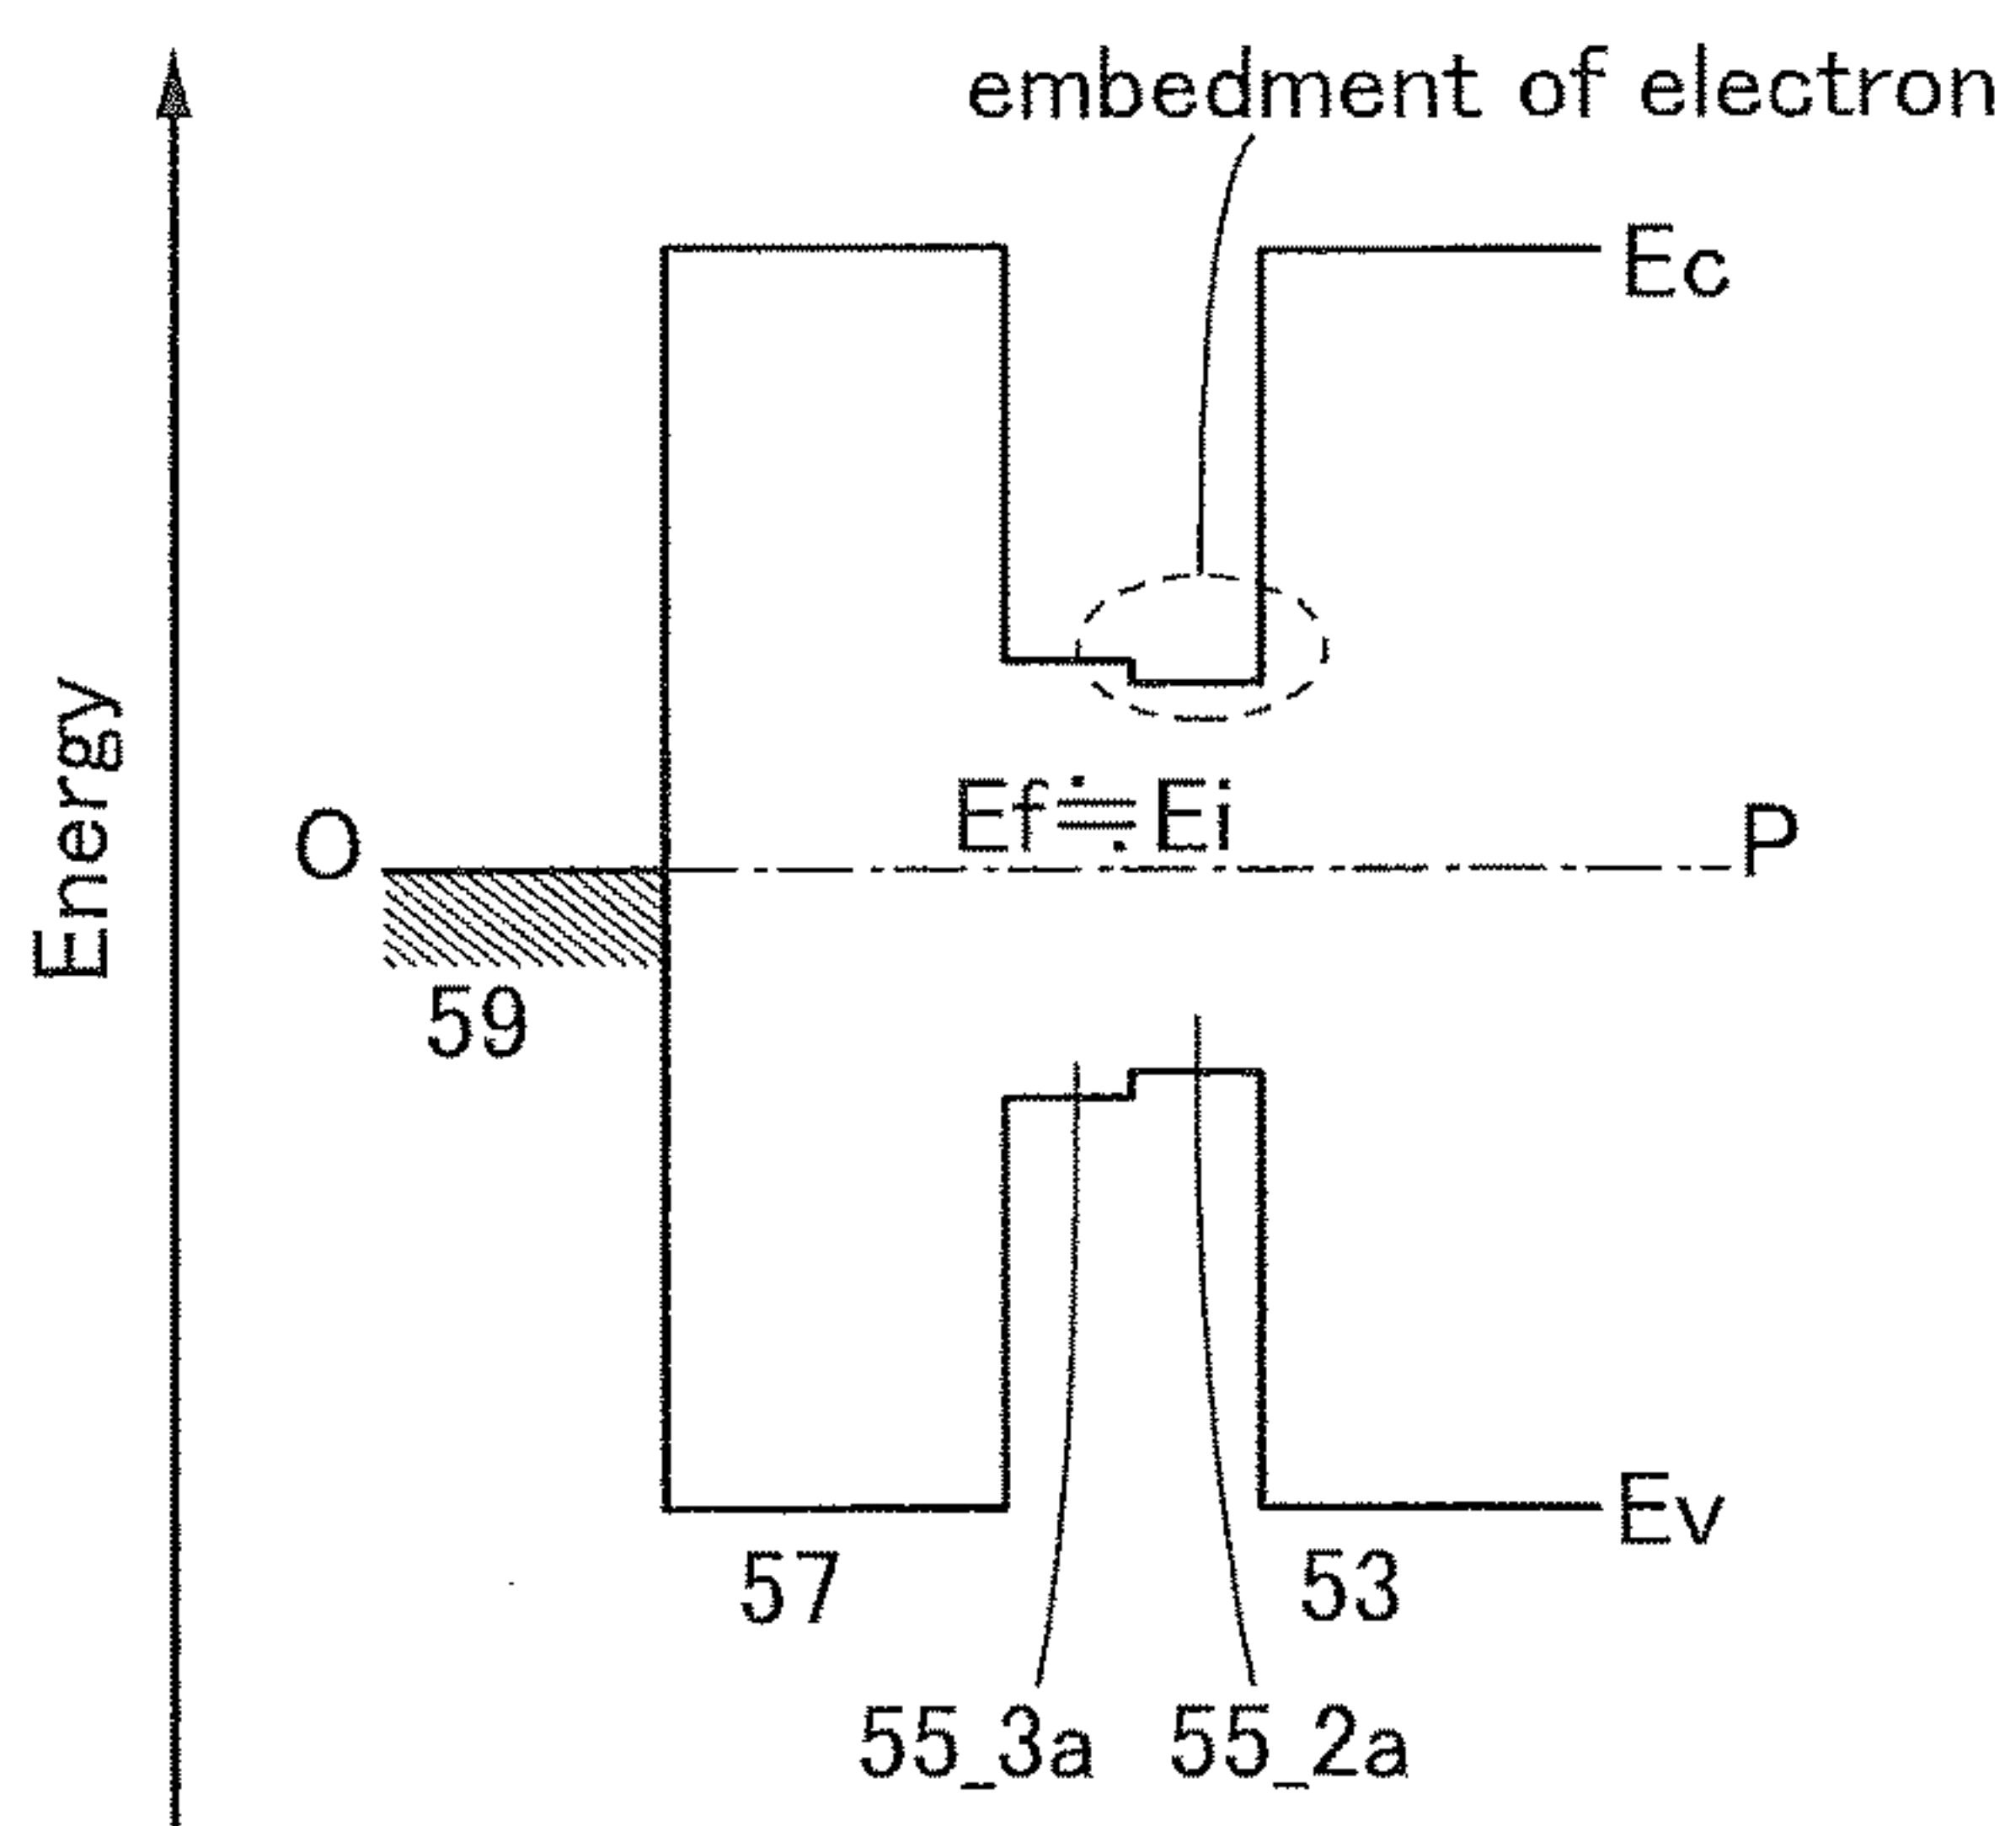 embedment of electron
Ec
Energy
Ef≒Ei
O
P
59
Ev
57
53
55_3a
55_2a